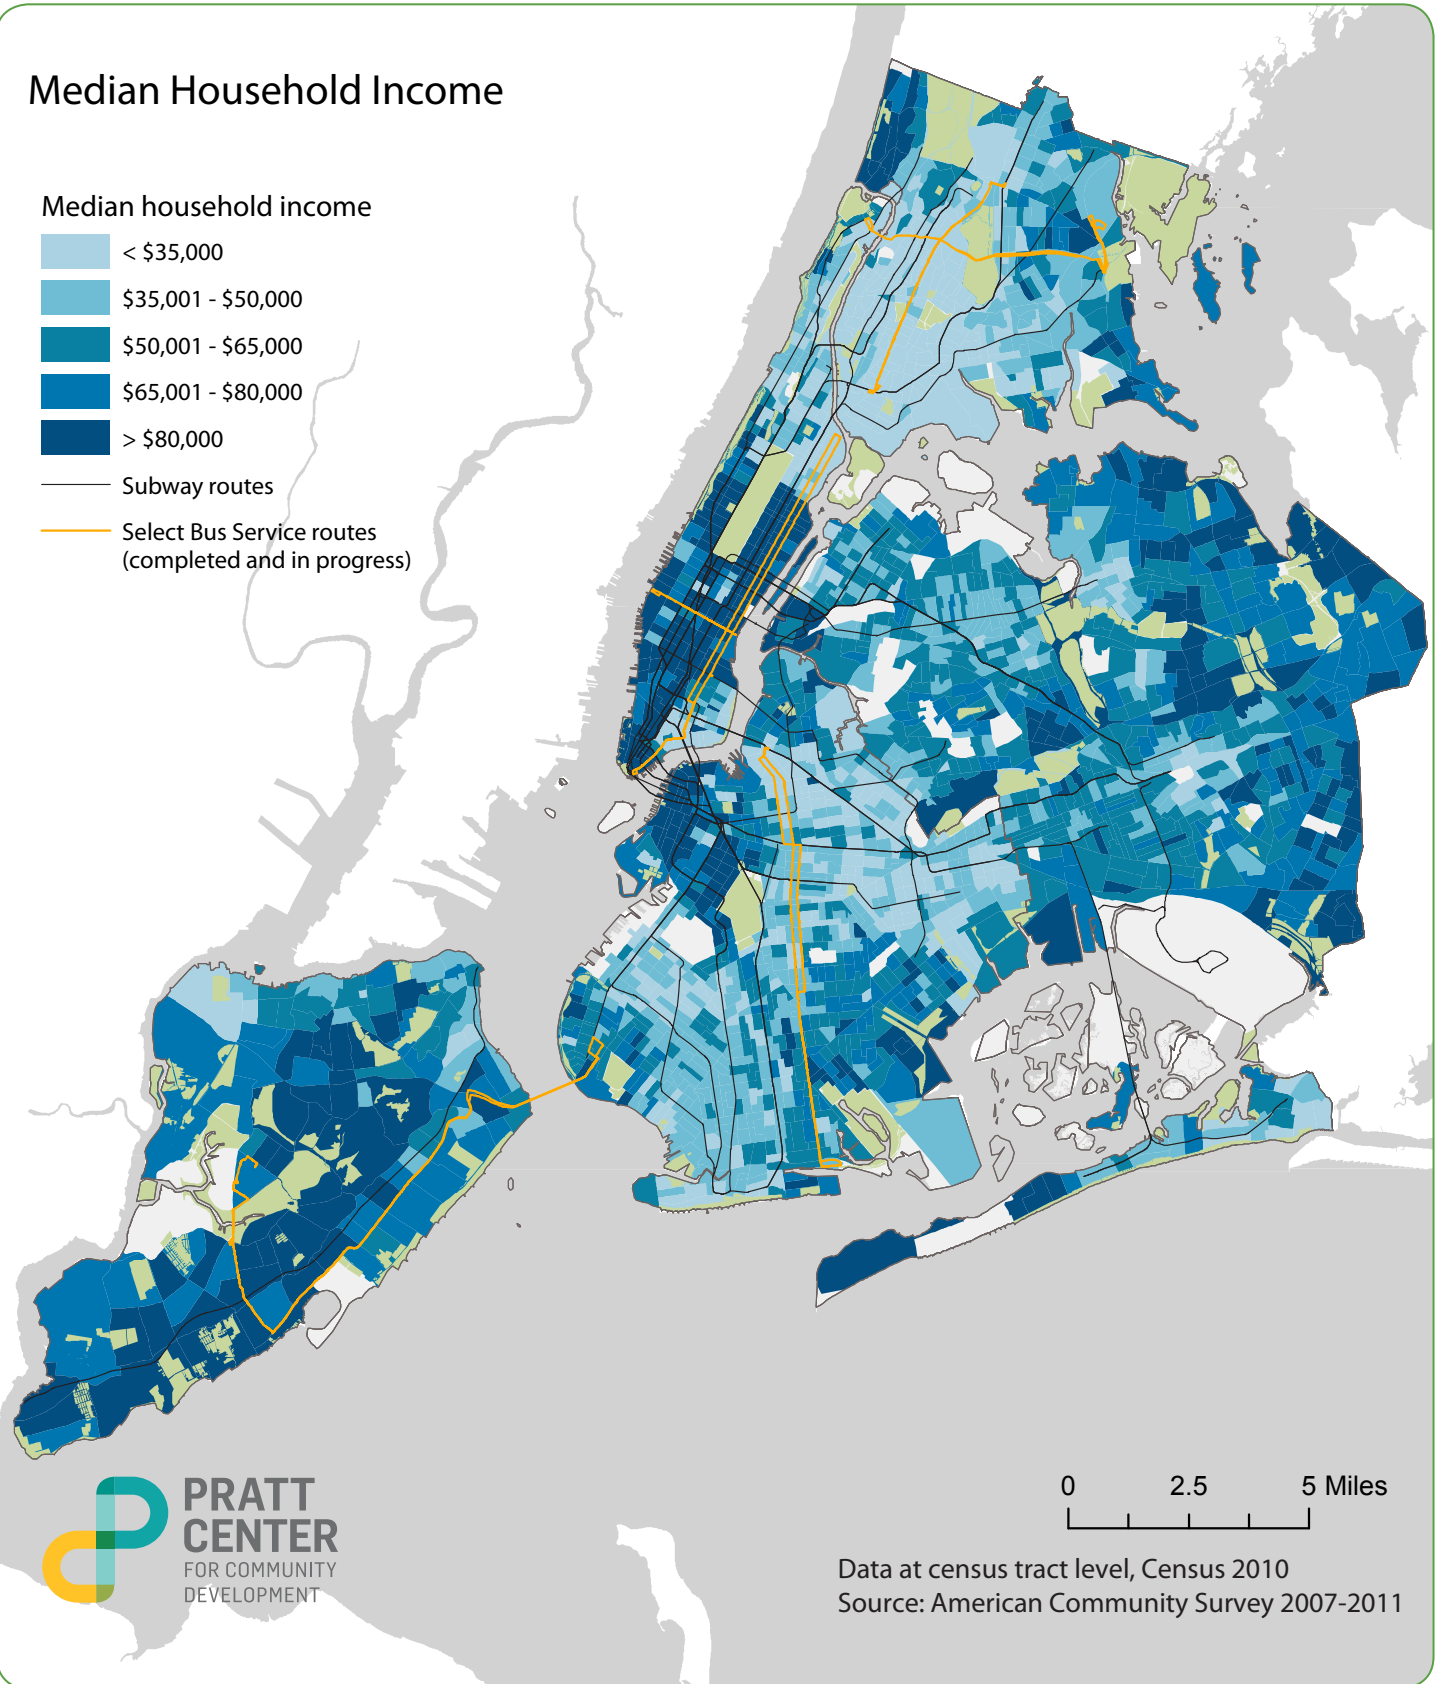 Median Household Income
Median household income
< $35,000
$35,001 - $50,000
$50,001 - $65,000
$65,001 - $80,000
> $80,000
Subway routes
Select Bus Service routes
(completed and in progress)
PRATT
CENTER
FOR COMMUNITY
DEVELOPMENT
0 2.5 5 Miles
Data at census tract level, Census 2010
Source: American Community Survey 2007-2011